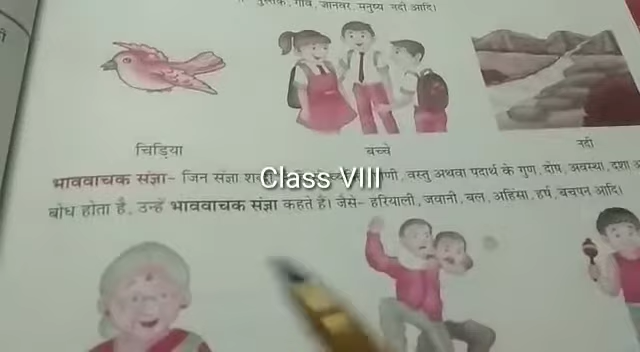 पुस्तक, गाँव, जानवर, मनुष्य नदी आदि।
चिड़िया
बच्चे
नदी
भाववाचक संज्ञा– जिन संज्ञा वस्तु अथवा पदार्थ के गुण, दोष, अवस्था, दशा
Class VIII
बोध होता है, उन्हें भाववाचक संज्ञा कहते हैं। जैसे– हरियाली, जवानी, बल, अहिंसा, हर्ष, बचपन आदि।